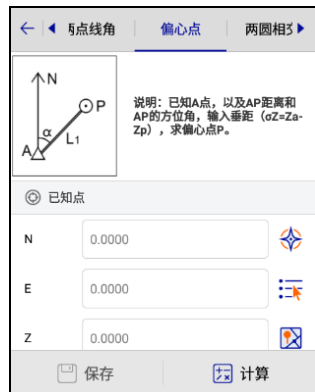 两点线角 偏心点 两圆相交
N
P
α
L1
A
说明：已知A点，以及AP距离和
AP的方位角，输入垂距（σZ=Za-
Zp），求偏心点P。
已知点
N 0.0000
E 0.0000
Z 0.0000
保存 计算